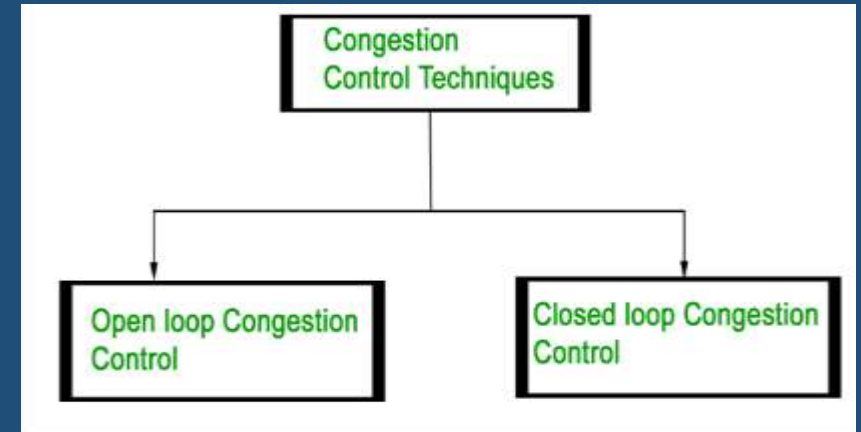 Congestion
Control Techniques
Open loop Congestion
Control
Closed loop Congestion
Control